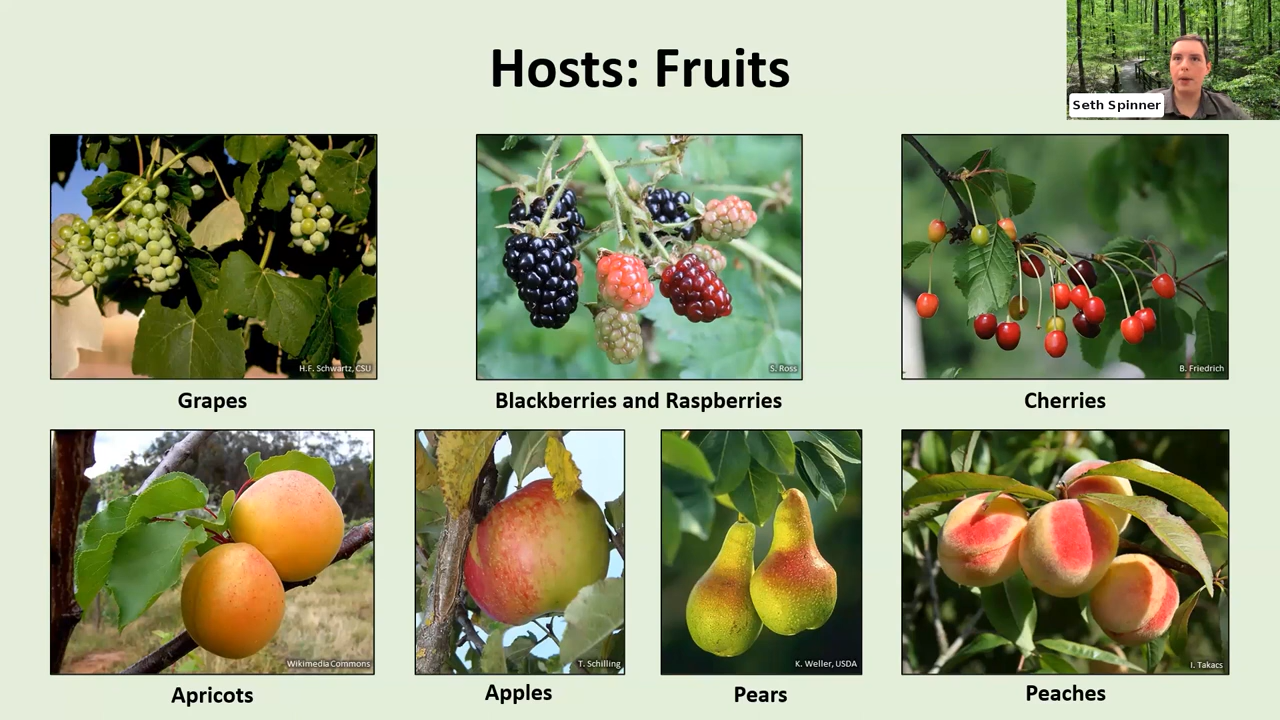 Hosts: Fruits
Seth Spinner
H.F. Schwartz, CSU
S. Ross
B. Friedrich
Grapes
Blackberries and Raspberries
Cherries
Wikimedia Commons
T. Schilling
K. Weller, USDA
I. Takacs
Apricots
Apples
Pears
Peaches